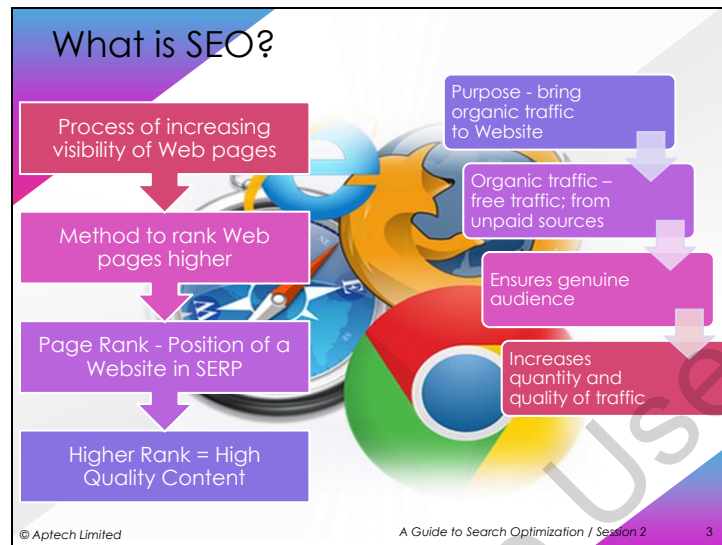 What is SEO?
Process of increasing
visibility of Web pages
Method to rank Web
pages higher
Page Rank - Position of a
Website in SERP
Higher Rank = High
Quality Content
Purpose - bring
organic traffic
to Website
Organic traffic –
free traffic; from
unpaid sources
Ensures genuine
audience
Increases
quantity and
quality of traffic
W
E
© Aptech Limited
A Guide to Search Optimization / Session 2
3
Use